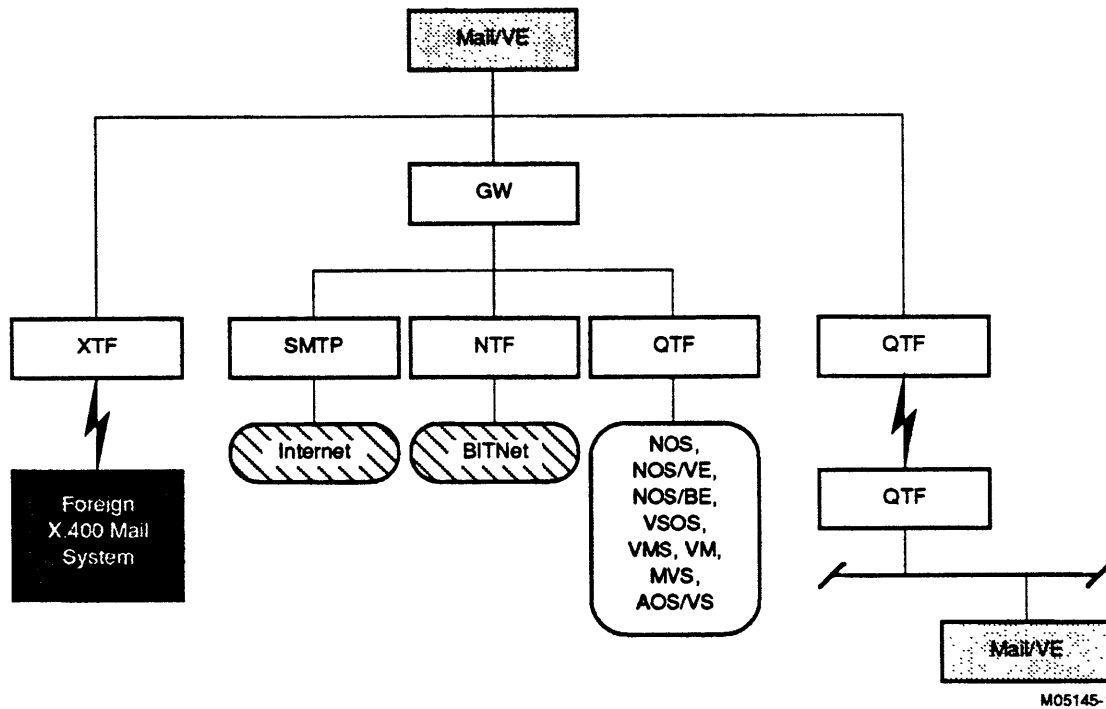 Mail/VE
GW
XTF
SMTP
NTF
QTF
QTF
Internet
BITNet
NOS,
NOS/VE,
NOS/BE,
VSOS,
VMS, VM,
MVS,
AOS/VS
Foreign
X.400 Mail
System
QTF
Mail/VE
M05145-